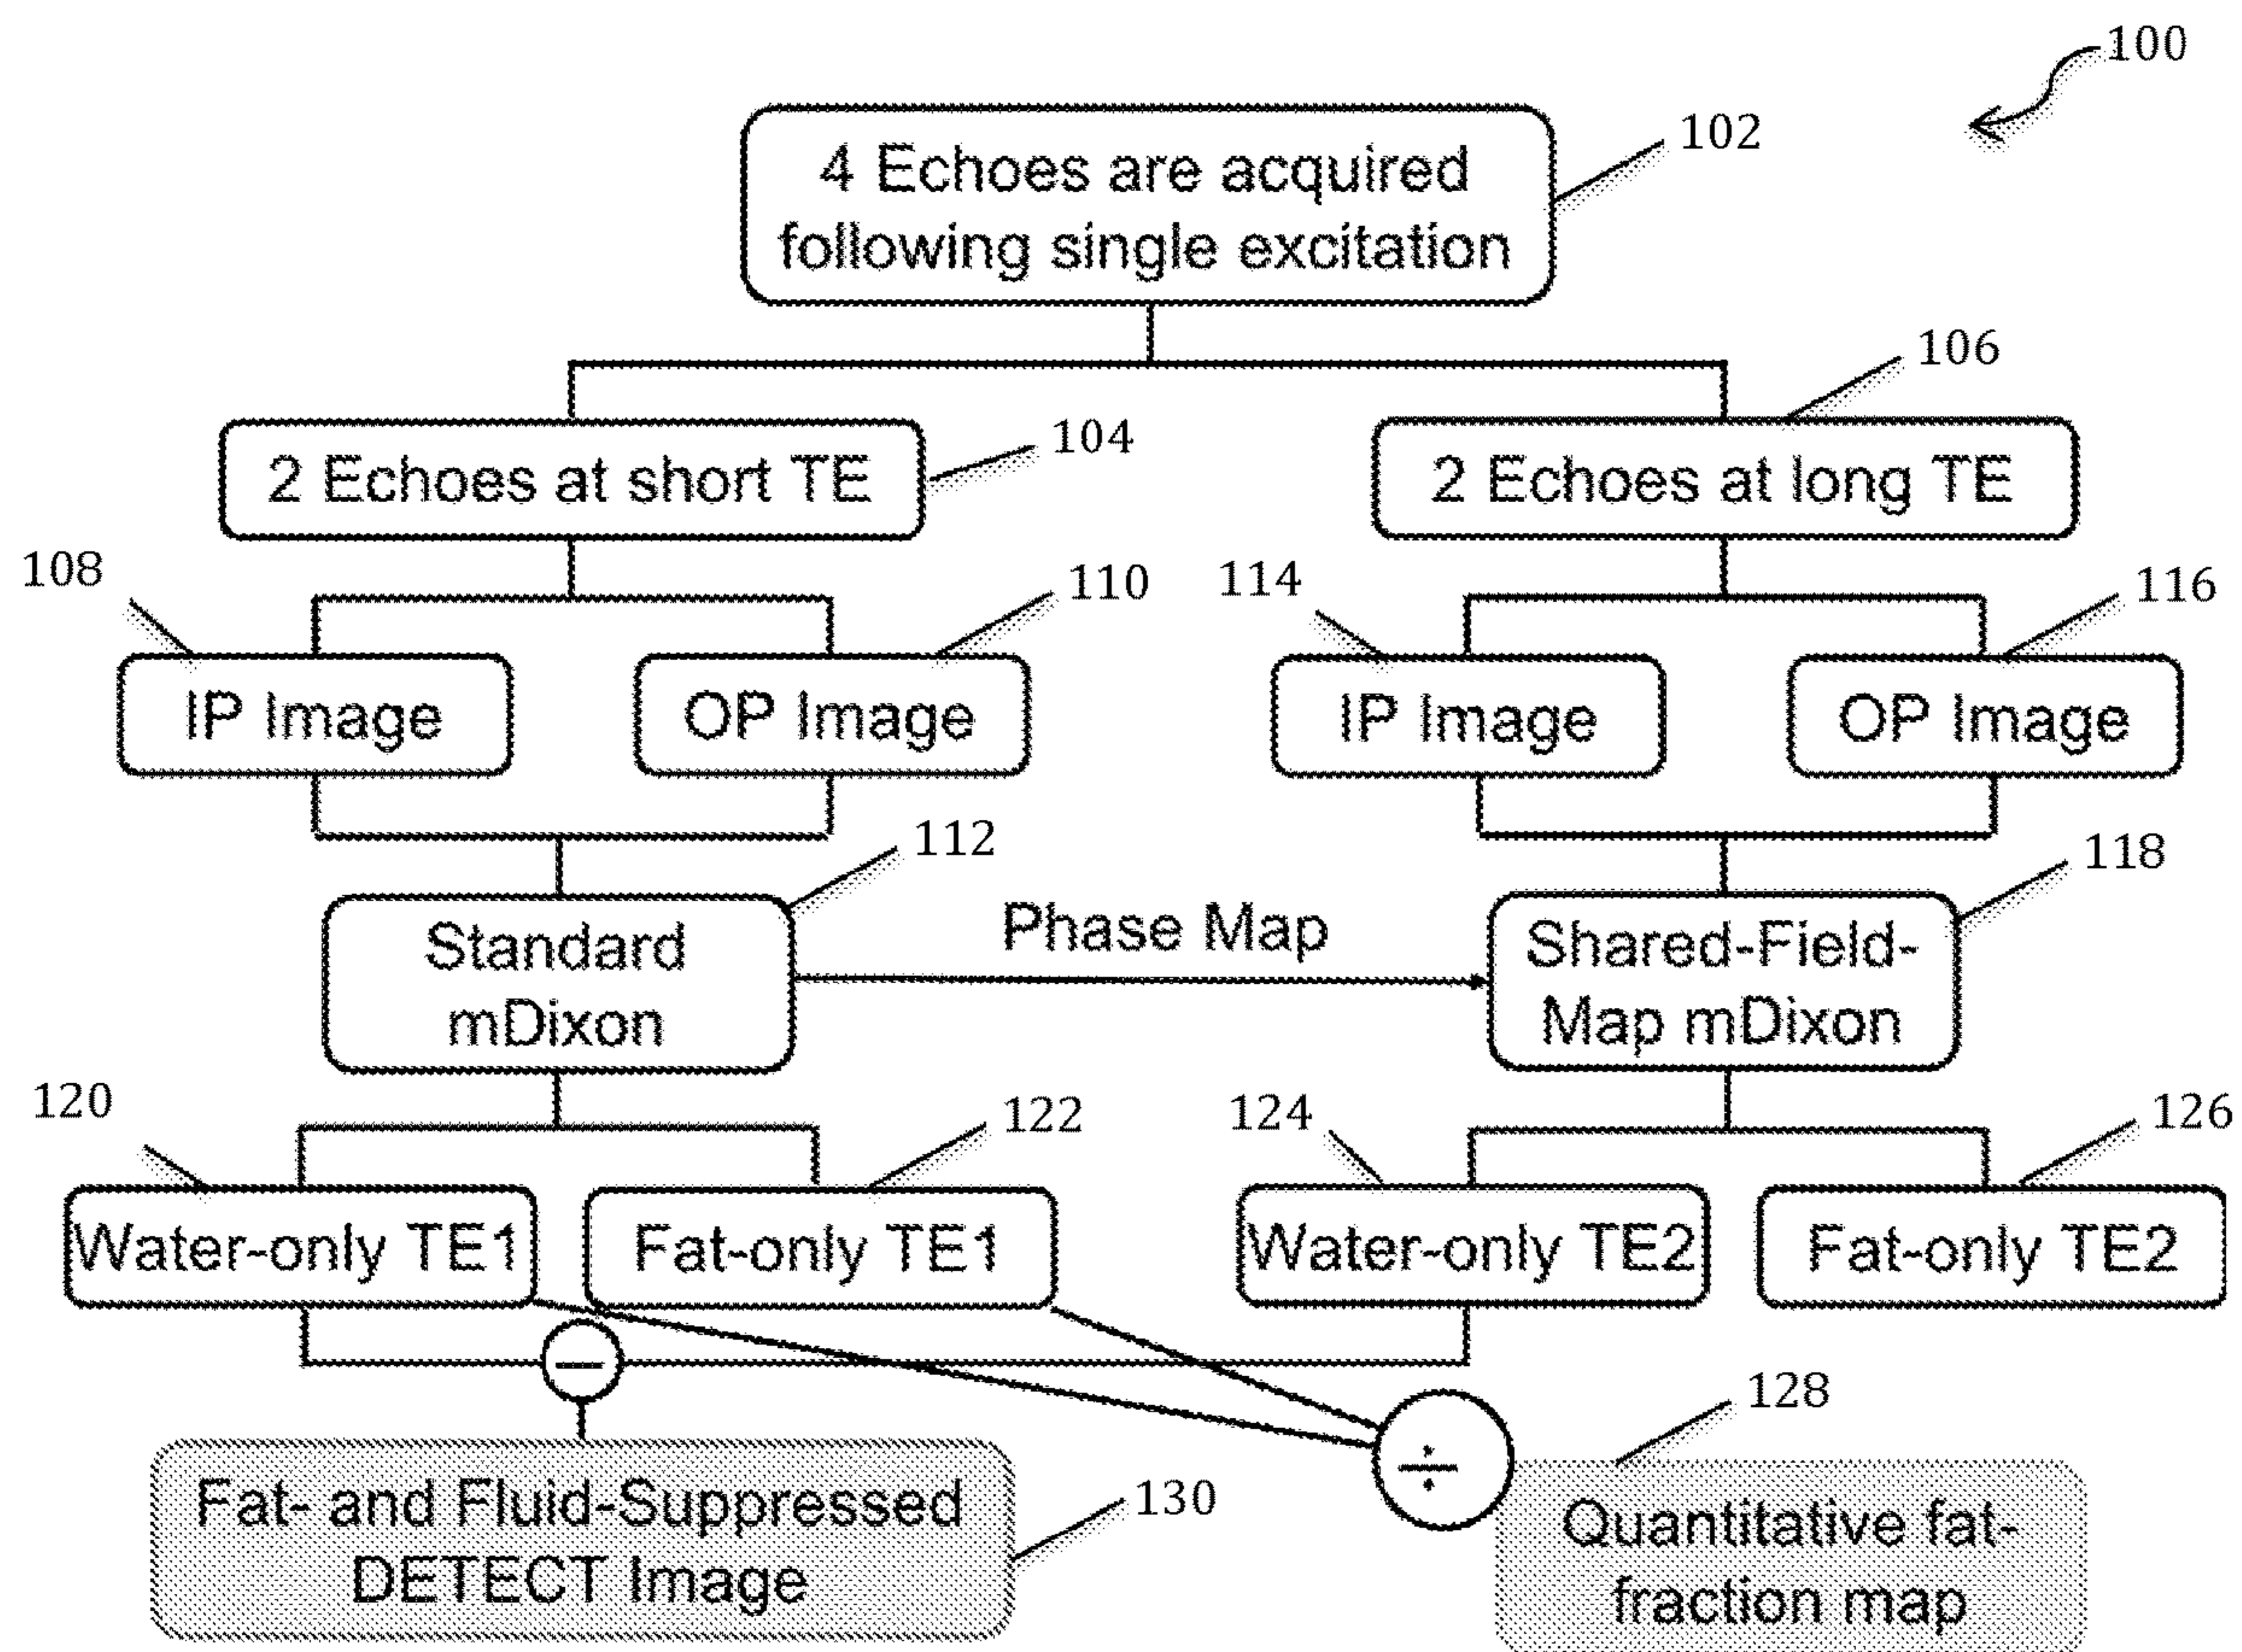 100
102
4 Echoes are acquired
following single excitation
106
104
2 Echoes at short TE
2 Echoes at long TE
108
110
114
116
IP Image
OP Image
IP Image
OP Image
112
118
Standard
mDixon
Phase Map
Shared-Field-
Map mDixon
120
122
124
126
Water-only TE1
Fat-only TE1
Water-only TE2
Fat-only TE2
−
128
÷
Fat- and Fluid-Suppressed
DETECT Image
130
Quantitative fat-
fraction map